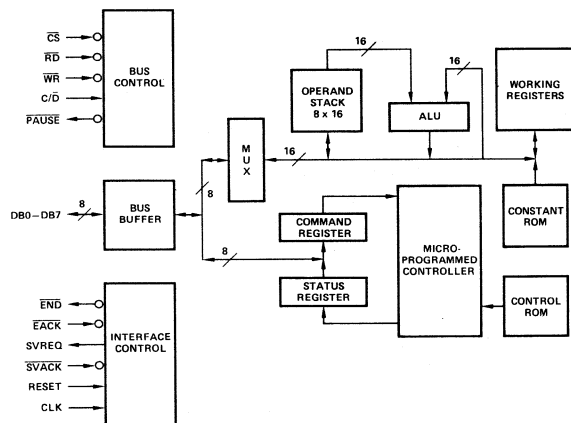 CS
RD
WR
C/D
PAUSE
BUS
CONTROL
16
16
OPERAND
STACK
8 x 16
ALU
WORKING
REGISTERS
M
U
X
16
8
DB0–DB7
8
BUS
BUFFER
8
COMMAND
REGISTER
STATUS
REGISTER
MICRO-
PROGRAMMED
CONTROLLER
CONSTANT
ROM
CONTROL
ROM
END
EACK
SVREQ
SVACK
RESET
CLK
INTERFACE
CONTROL